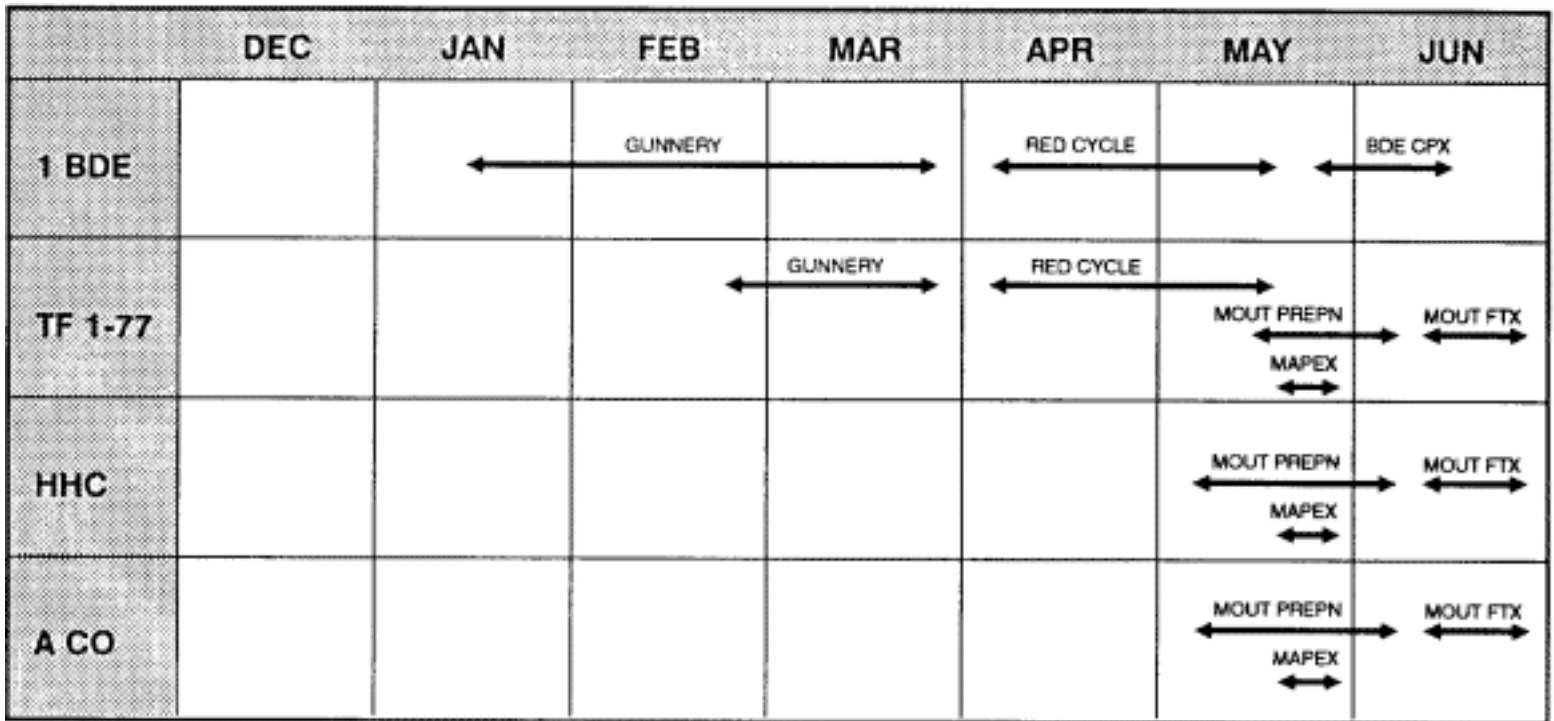 DEC JAN FEB MAR APR MAY JUN
1 BDE
GUNNERY RED CYCLE BDE CPX
TF 1-77
GUNNERY RED CYCLE
MOUT PREPN MOUT FTX
MAPEX
HHC
MOUT PREPN MOUT FTX
MAPEX
A CO
MOUT PREPN MOUT FTX
MAPEX